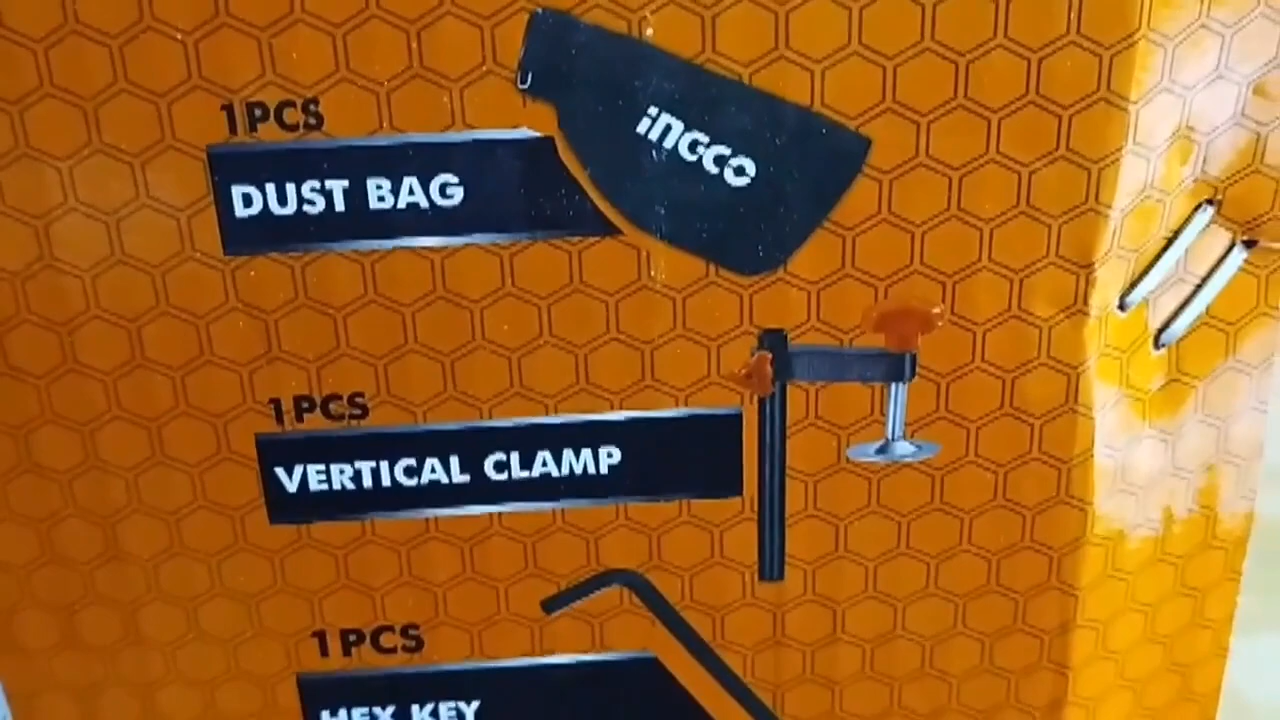 1PCS
DUST BAG
INGCO
1PCS
VERTICAL CLAMP
1PCS
HEX KEY